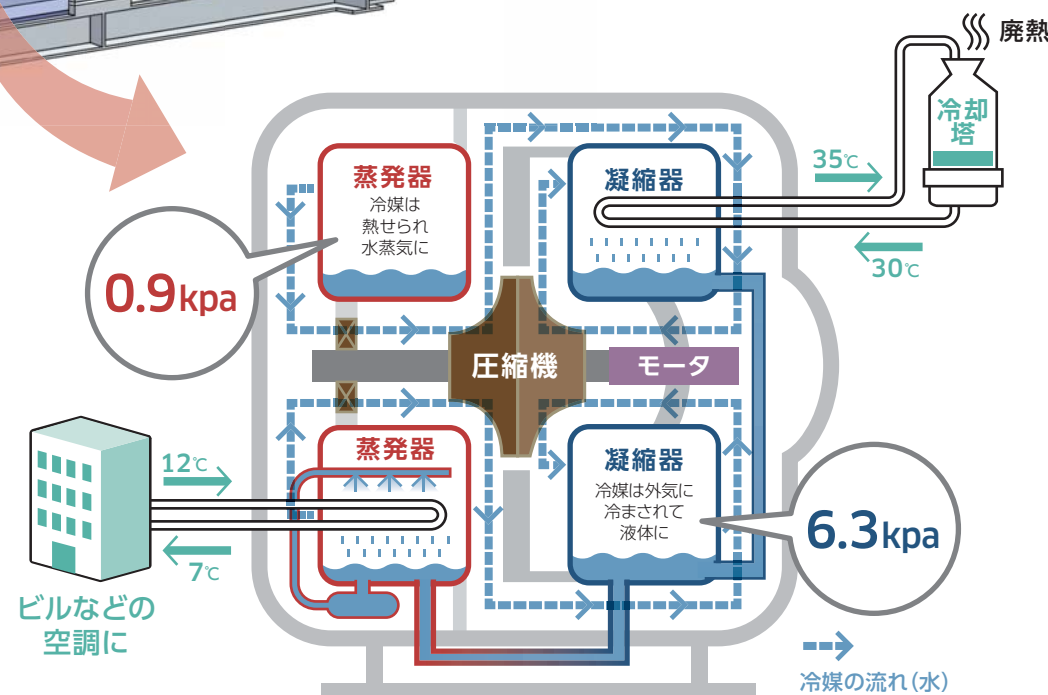 廃熱
冷却
塔
35℃
30℃
蒸発器
冷媒は
熱せられ
水蒸気に
凝縮器
0.9kpa
圧縮機
モータ
蒸発器
凝縮器
冷媒は外気に
冷まされて
液体に
6.3kpa
12℃
7℃
ビルなどの
空調に
冷媒の流れ（水）